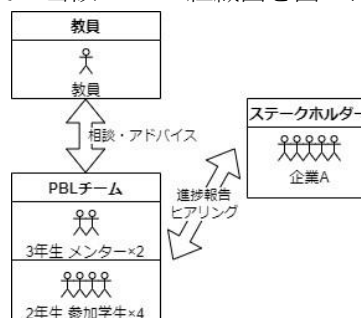 教員
教員
相談・アドバイス
ステークホルダー
企業A
PBLチーム
進捗報告
ヒアリング
3年生 メンター×2
2年生 参加学生×4